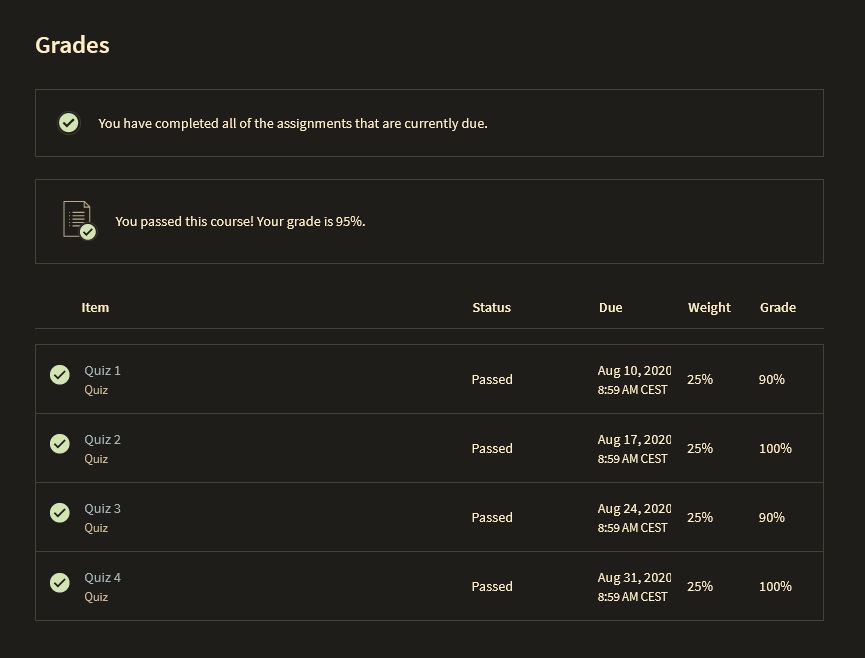 Grades
You have completed all of the assignments that are currently due.
You passed this course! Your grade is 95%.
Item Status Due Weight Grade
Quiz 1
Quiz
Passed
Aug 10, 2020
8:59 AM CEST
25%
90%
Quiz 2
Quiz
Passed
Aug 17, 2020
8:59 AM CEST
25%
100%
Quiz 3
Quiz
Passed
Aug 24, 2020
8:59 AM CEST
25%
90%
Quiz 4
Quiz
Passed
Aug 31, 2020
8:59 AM CEST
25%
100%